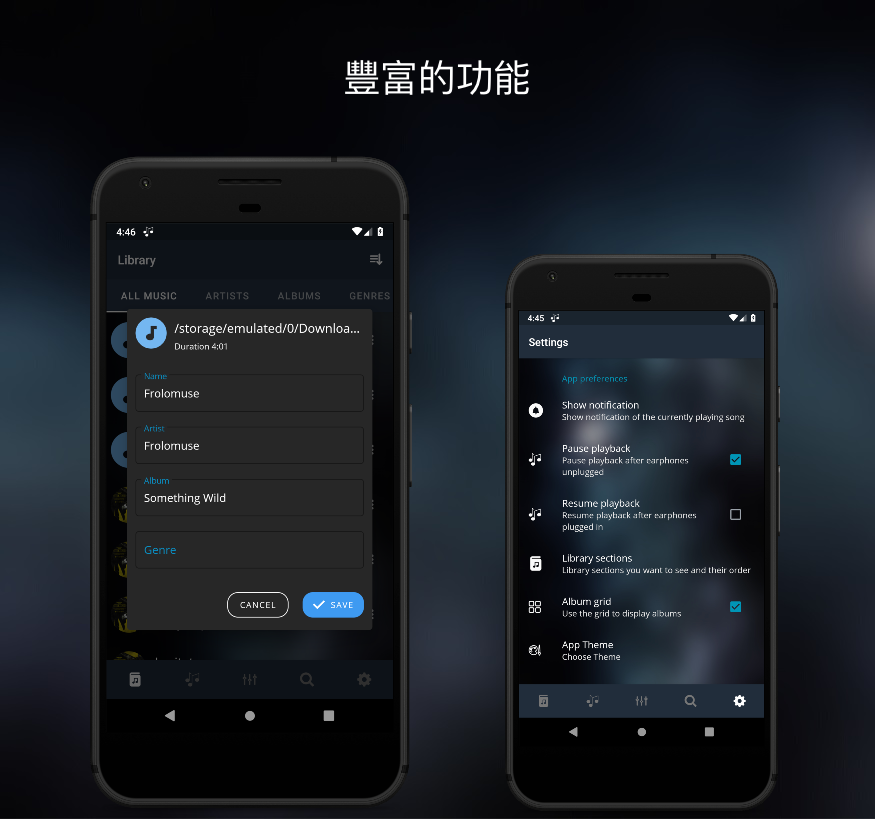 豐富的功能
4:46
Library
ALL MUSIC ARTISTS ALBUMS GENRES
/storage/emulated/0/Downloa...
Duration 4:01
Name
Frolomuse
Artist
Frolomuse
Album
Something Wild
Genre
CANCEL SAVE
4:45
Settings
App preferences
Show notification
Show notification of the currently playing song
Pause playback
Pause playback after earphones
unplugged
Resume playback
Resume playback after earphones
plugged in
Library sections
Library sections you want to see and their order
Album grid
Use the grid to display albums
App Theme
Choose Theme